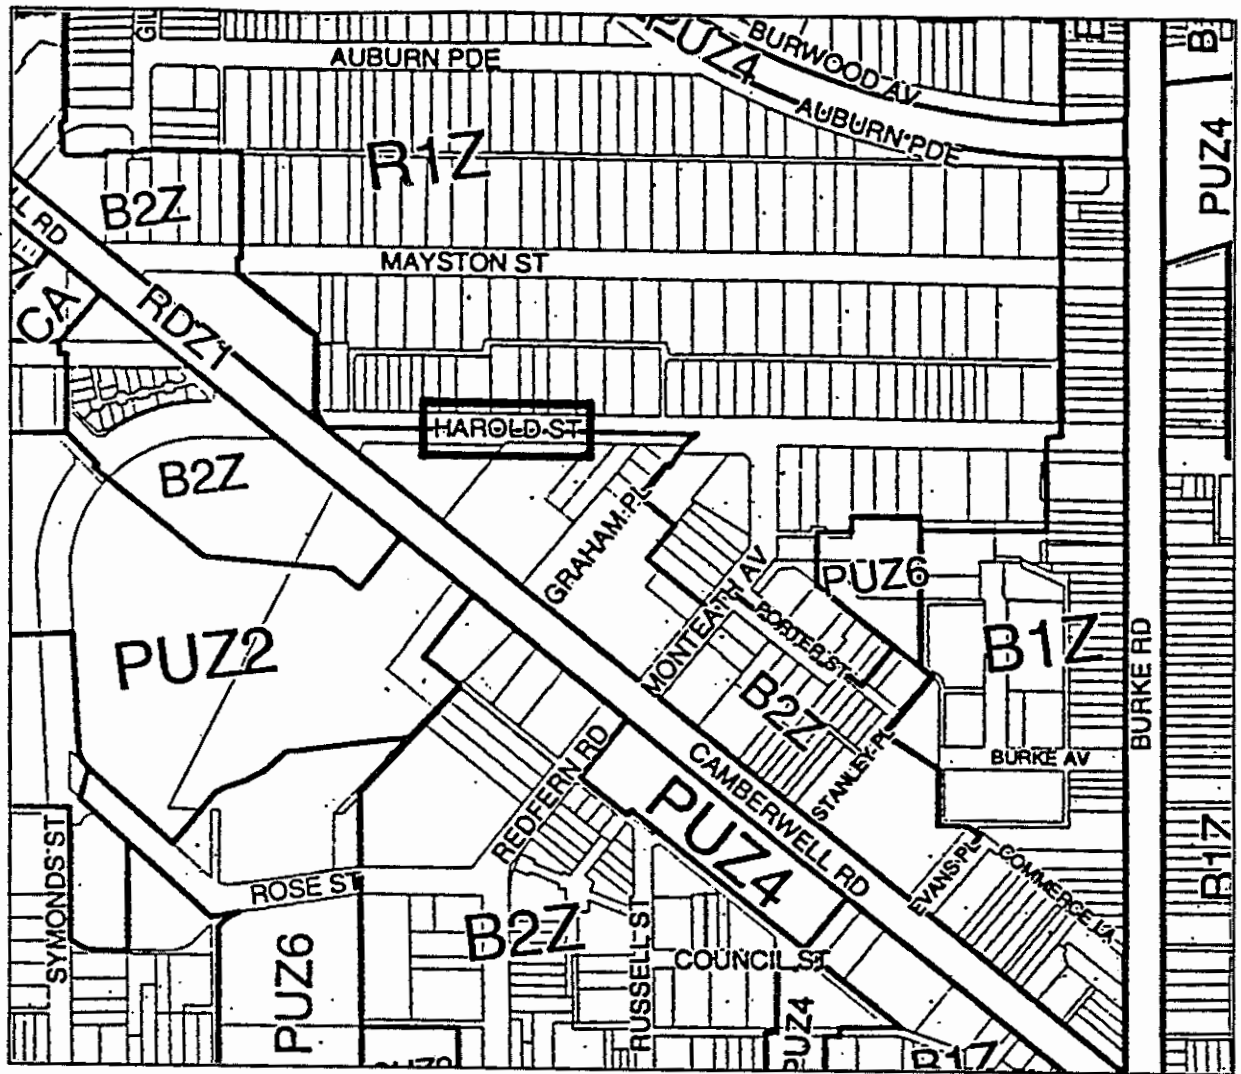 PUZ4
BURWOOD AV
AUBURN PDE
AUBURN PDE
PUZ4
R1Z
B2Z
LL RD
MAYSTON ST
CA
RDZ1
HAROLD ST
B2Z
GRAHAM PL
MONTEATH AV
PUZ6
PORTER ST
B1Z
BURKE RD
PUZ2
B2Z
STANLEY PL
BURKE AV
REDFERN RD
CAMBERWELL RD
PUZ4
SYMONDS ST
ROSE ST
EVANS PL
COMMERCE LA
B2Z
RUSSELL ST
COUNCIL ST
PUZ6
PUZ4